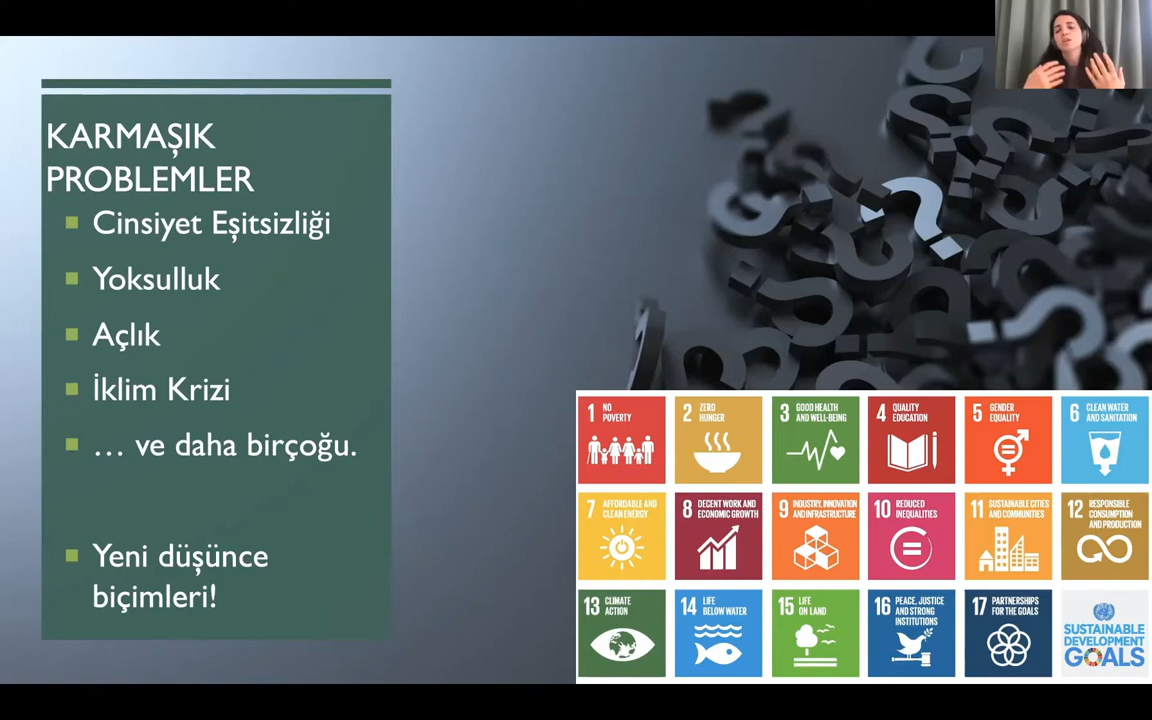 KARMAŞIK
PROBLEMLER
Cinsiyet Eşitsizliği
Yoksulluk
Açlık
İklim Krizi
… ve daha birçoğu.
Yeni düşünce
biçimleri!
1 NO
POVERTY
2 ZERO
HUNGER
3 GOOD HEALTH
AND WELL-BEING
4 QUALITY
EDUCATION
5 GENDER
EQUALITY
6 CLEAN WATER
AND SANITATION
7 AFFORDABLE AND
CLEAN ENERGY
8 DECENT WORK AND
ECONOMIC GROWTH
9 INDUSTRY, INNOVATION
AND INFRASTRUCTURE
10 REDUCED
INEQUALITIES
11 SUSTAINABLE CITIES
AND COMMUNITIES
12 RESPONSIBLE
CONSUMPTION
AND PRODUCTION
13 CLIMATE
ACTION
14 LIFE
BELOW WATER
15 LIFE
ON LAND
16 PEACE, JUSTICE
AND STRONG
INSTITUTIONS
17 PARTNERSHIPS
FOR THE GOALS
SUSTAINABLE
DEVELOPMENT
GOALS